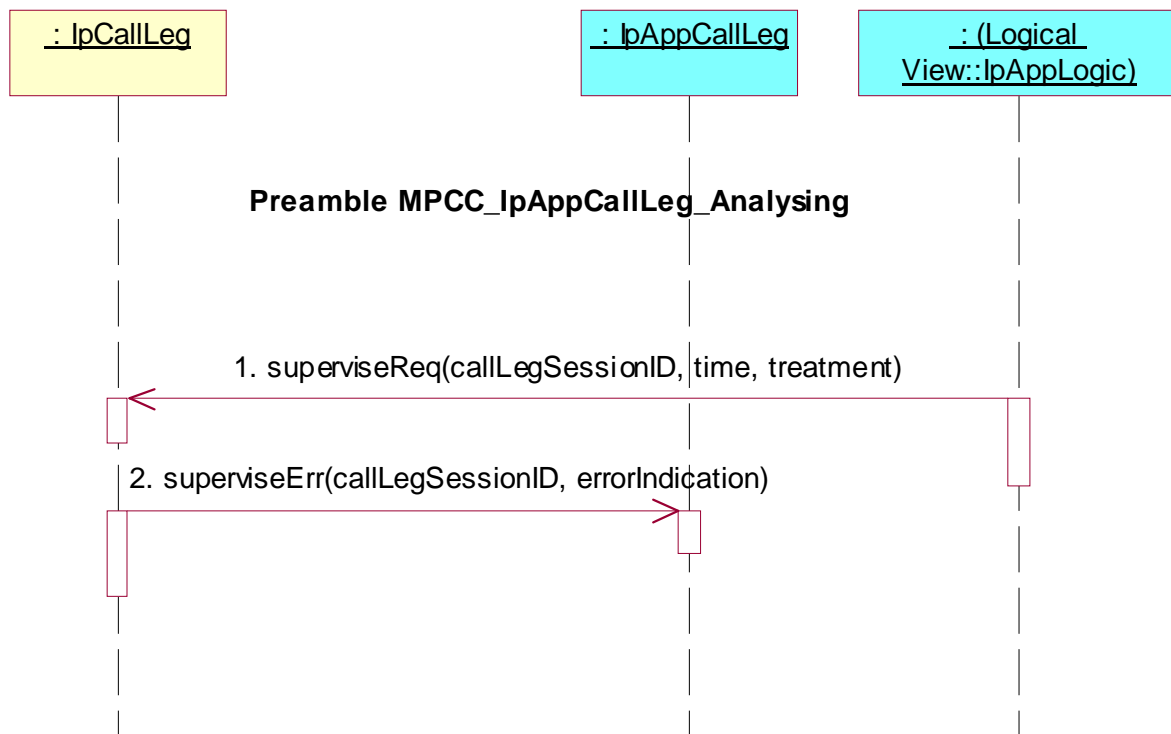 : IpCallLeg
: IpAppCallLeg
: (Logical
View::IpAppLogic)
Preamble MPCC_IpAppCallLeg_Analysing
1. superviseReq(callLegSessionID, time, treatment)
2. superviseErr(callLegSessionID, errorIndication)